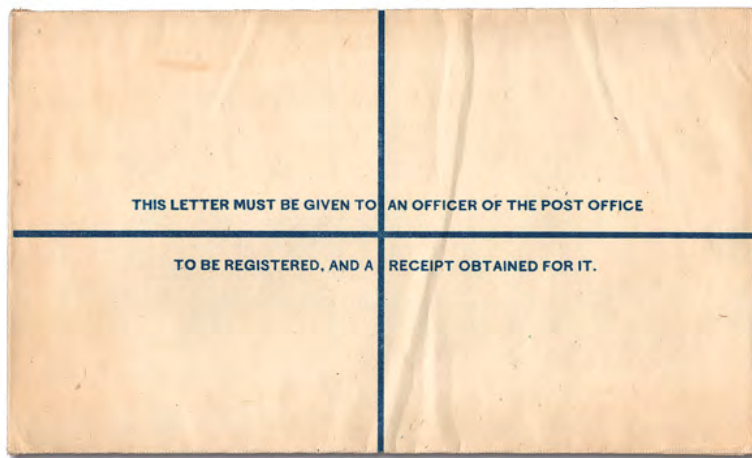 THIS LETTER MUST BE GIVEN TO AN OFFICER OF THE POST OFFICE
TO BE REGISTERED, AND A RECEIPT OBTAINED FOR IT.